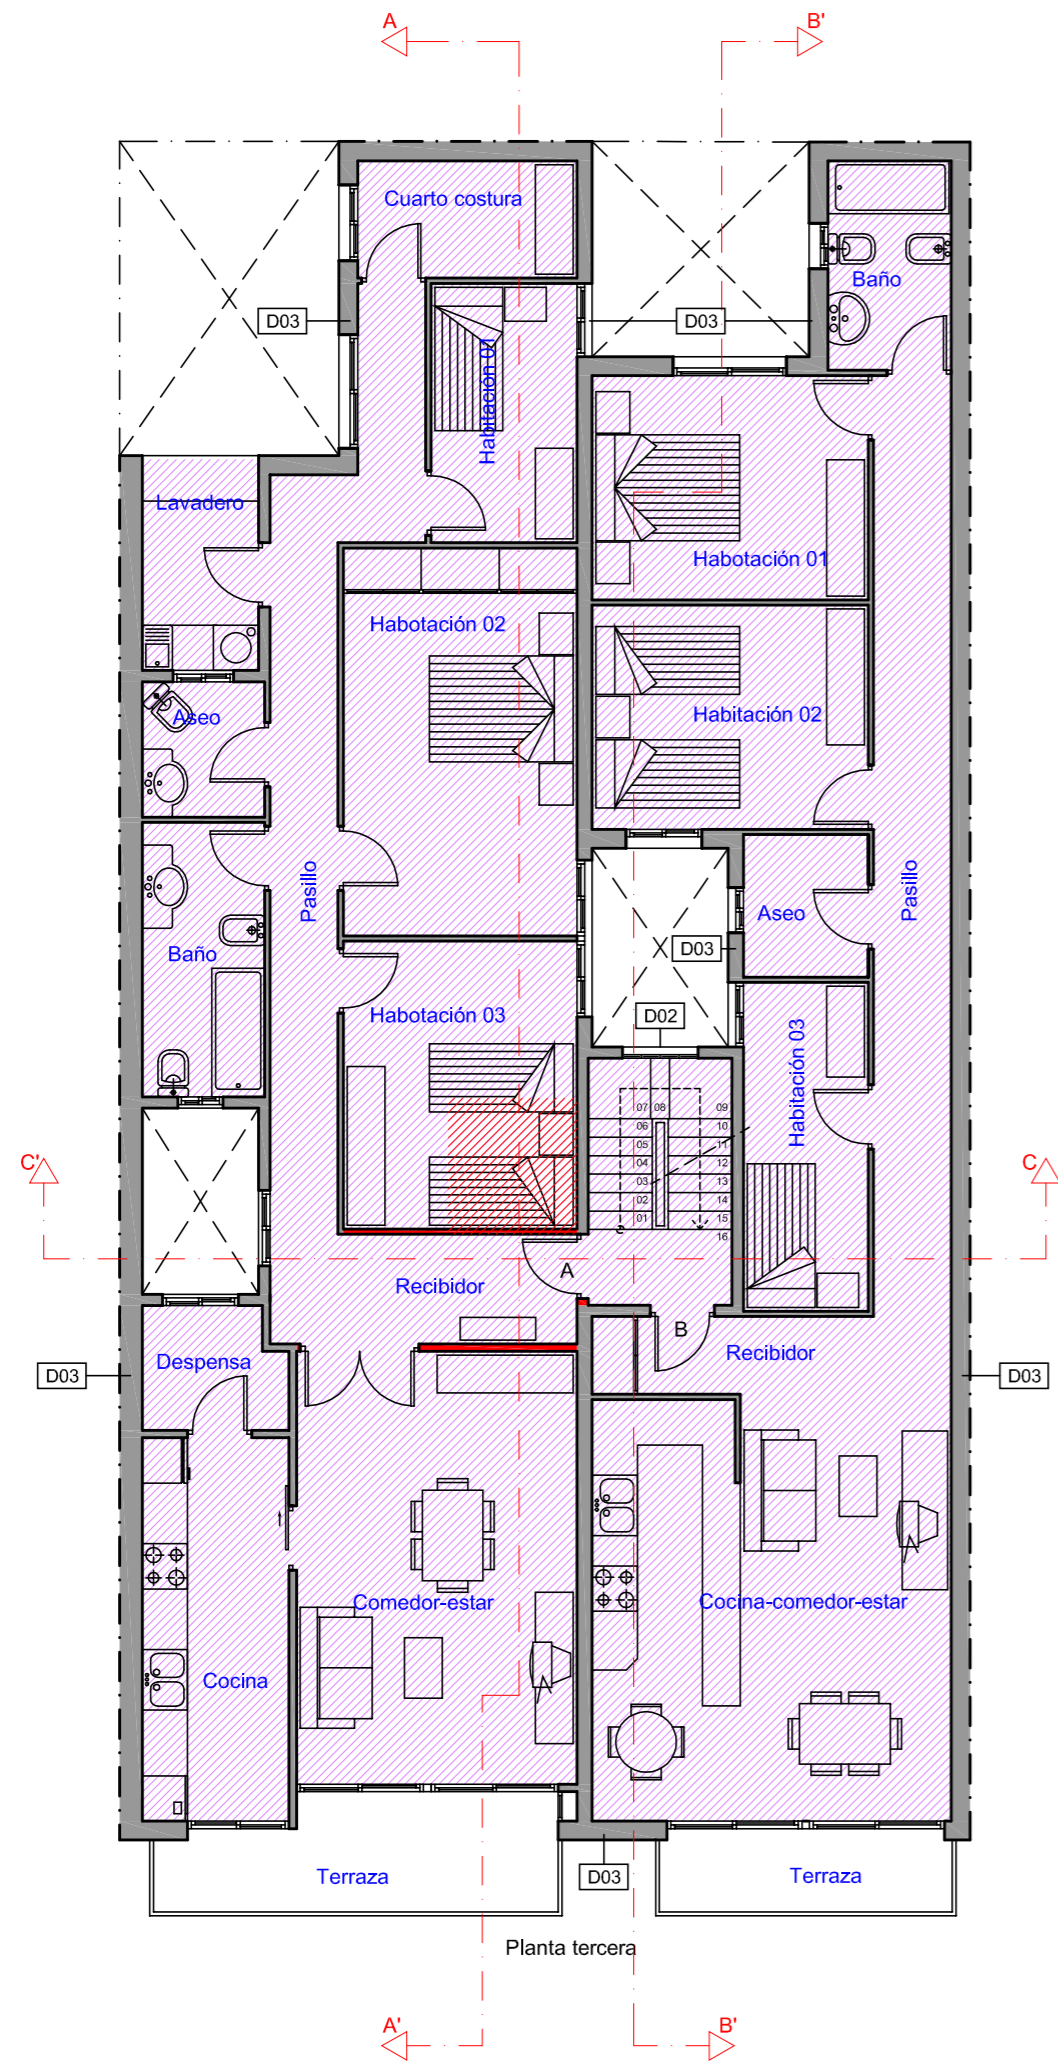 A
B'
Cuarto costura
Baño
D03
D03
Habitación 01
Lavadero
Habotación 01
Habotación 02
Aseo
Habitación 02
Pasillo
Pasillo
Aseo
Baño
D03
Habotación 03
D02
Habitación 03
07 08 09
06 10
05 11
04 12
03 13
02 14
01 15
16
C'
C
A
Recibidor
B
Recibidor
Despensa
D03
D03
Comedor-estar
Cocina-comedor-estar
Cocina
Terraza
D03
Terraza
Planta tercera
A'
B'